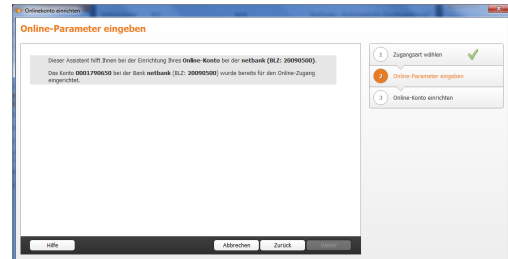 Onlinekonto einrichten
Online-Parameter eingeben
Dieser Assistent hilft Ihnen bei der Einrichtung Ihres Online-Konto bei der netbank (BLZ: 20090500).
Das Konto 0001790650 bei der Bank netbank (BLZ: 20090500) wurde bereits für den Online-Zugang
eingerichtet.
1 Zugangsart wählen
2 Online-Parameter eingeben
3 Online-Konto einrichten
Hilfe Abbrechen Zurück Weiter